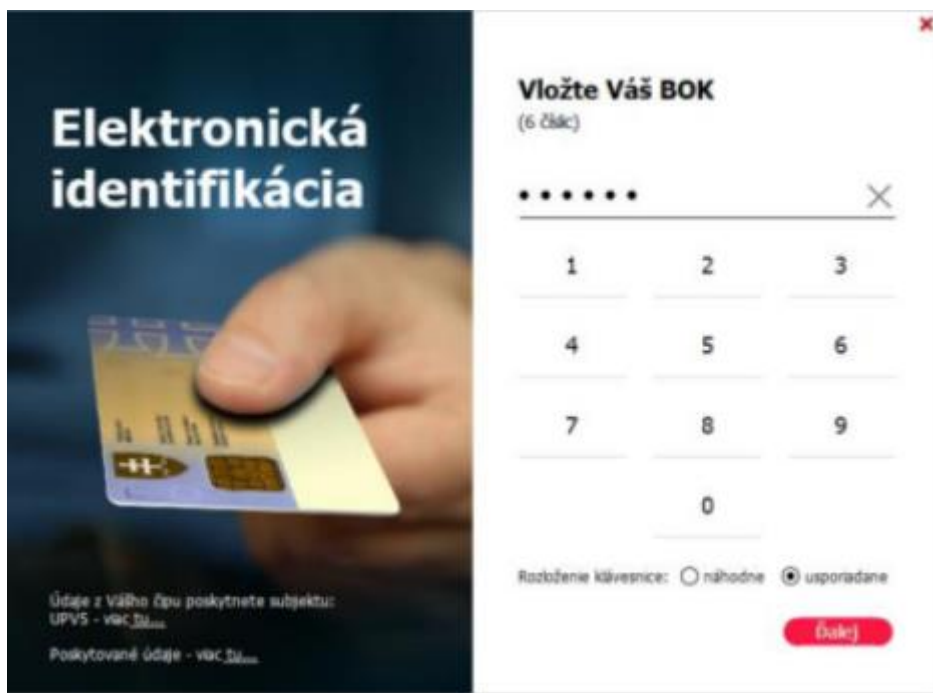 Elektronická
identifikácia
Údaje z Vášho čipu poskytnete subjektu:
UPVS - viac tu...
Poskytované údaje - viac tu...
Vložte Váš BOK
(6 číslic)
1 2 3
4 5 6
7 8 9
0
Rozloženie klávesnice: náhodne usporiadane
Ďalej